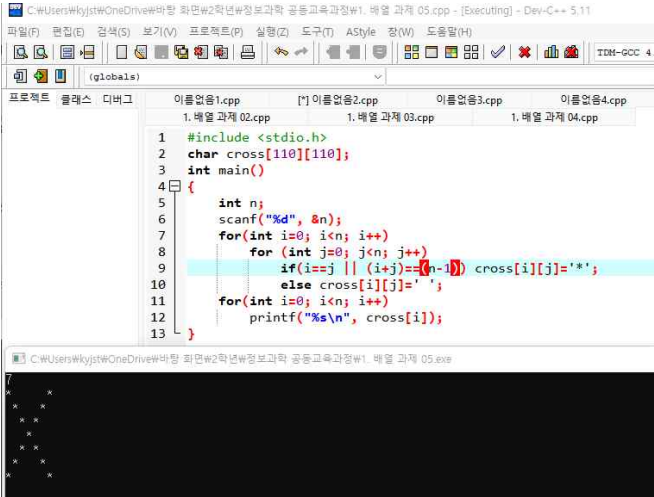 C:₩Users₩kyjst₩OneDrive₩바탕 화면₩2학년₩정보과학 공동교육과정₩1. 배열 과제 05.cpp - [Executing] - Dev-C++ 5.11
파일(F) 편집(E) 검색(S) 보기(V) 프로젝트(P) 실행(Z) 도구(T) AStyle 창(W) 도움말(H)
TDM-GCC 4.
(globals)
프로젝트 클래스 디버그 이름없음1.cpp [*] 이름없음2.cpp 이름없음3.cpp 이름없음4.cpp
1. 배열 과제 02.cpp 1. 배열 과제 03.cpp 1. 배열 과제 04.cpp
1 #include <stdio.h>
2 char cross[110][110];
3 int main()
4 {
5 int n;
6 scanf("%d", &n);
7 for(int i=0; i<n; i++)
8 for (int j=0; j<n; j++)
9 if(i==j || (i+j)==(n-1)) cross[i][j]='*';
10 else cross[i][j]=' ';
11 for(int i=0; i<n; i++)
12 printf("%s\n", cross[i]);
13 }
C:₩Users₩kyjst₩OneDrive₩바탕 화면₩2학년₩정보과학 공동교육과정₩1. 배열 과제 05.exe
7
*     *
 *   *
  * *
   *
  * *
 *   *
*     *